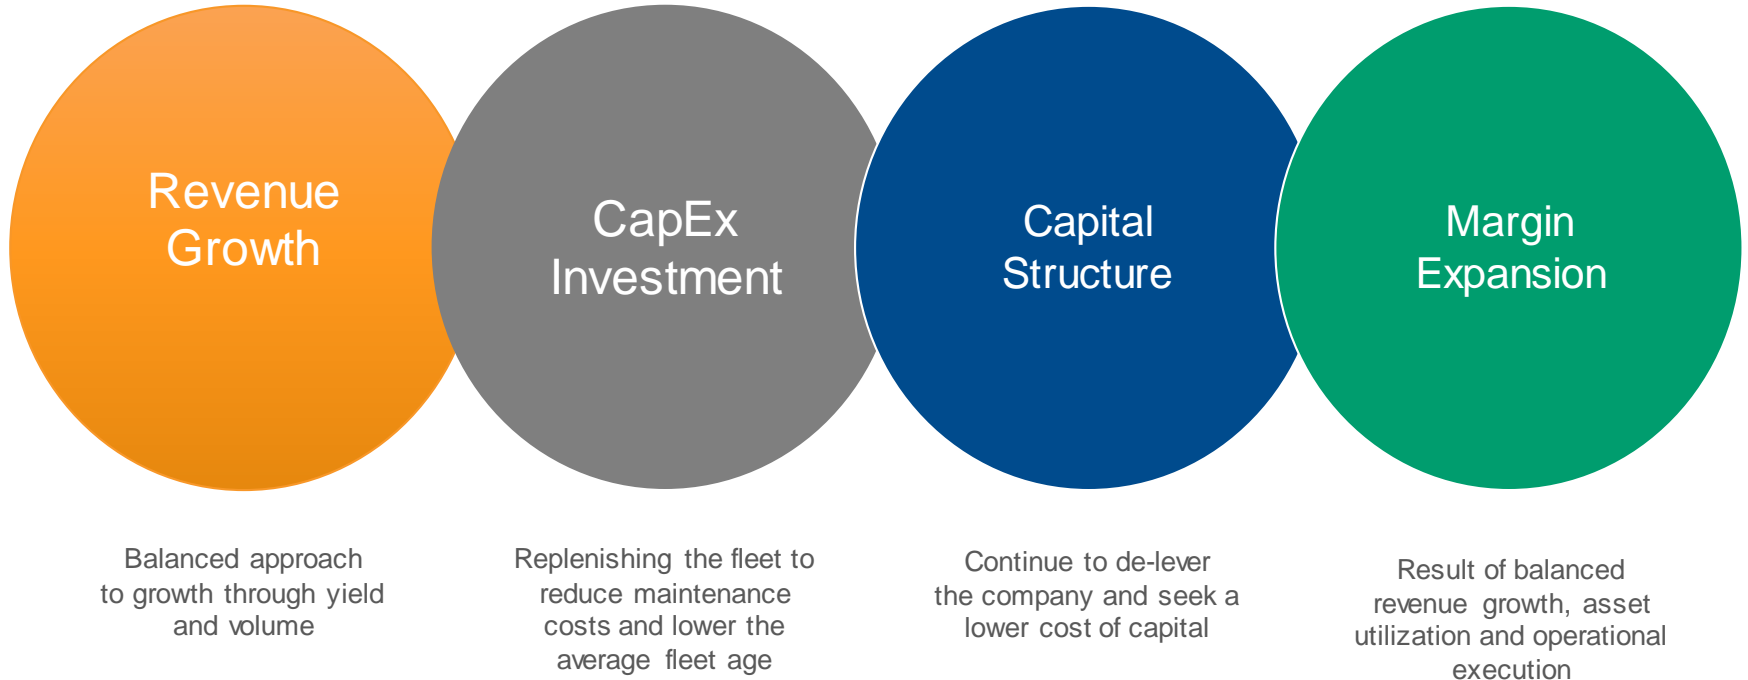 Revenue
Growth
CapEx
Investment
Capital
Structure
Margin
Expansion
Balanced approach
to growth through yield
and volume
Replenishing the fleet to
reduce maintenance
costs and lower the
average fleet age
Continue to de-lever
the company and seek a
lower cost of capital
Result of balanced
revenue growth, asset
utilization and operational
execution